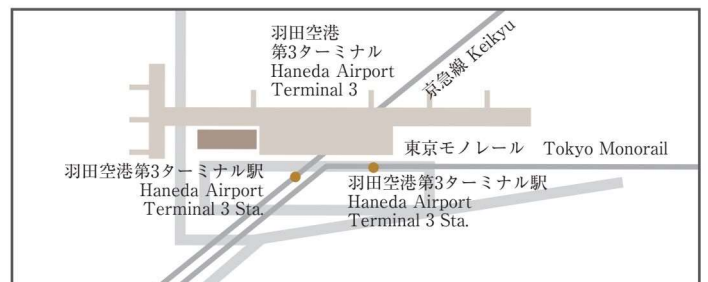 羽田空港
第3ターミナル
Haneda Airport
Terminal 3
京急線 Keikyu
東京モノレール Tokyo Monorail
羽田空港第3ターミナル駅
Haneda Airport
Terminal 3 Sta.
羽田空港第3ターミナル駅
Haneda Airport
Terminal 3 Sta.